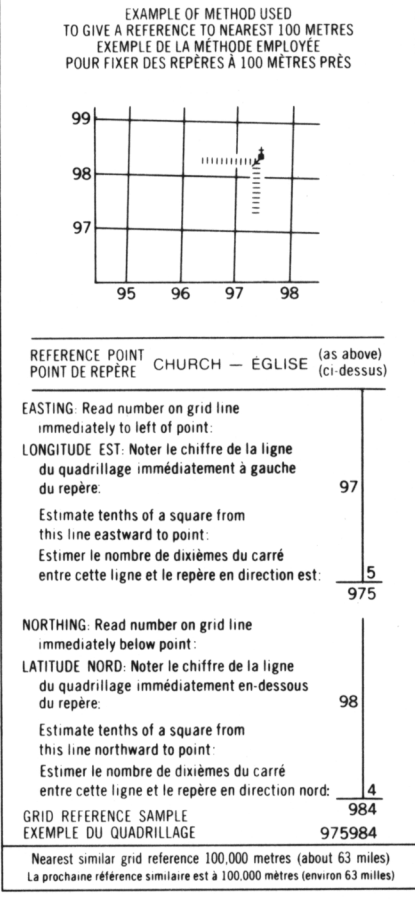 EXAMPLE OF METHOD USED
TO GIVE A REFERENCE TO NEAREST 100 METRES
EXEMPLE DE LA MÉTHODE EMPLOYÉE
POUR FIXER DES REPÈRES À 100 MÈTRES PRÈS
99
98
97
95 96 97 98
REFERENCE POINT
POINT DE REPÈRE
CHURCH — ÉGLISE
(as above)
(ci-dessus)
EASTING: Read number on grid line
immediately to left of point:
LONGITUDE EST: Noter le chiffre de la ligne
du quadrillage immédiatement à gauche
du repère: 97
Estimate tenths of a square from
this line eastward to point:
Estimer le nombre de dixièmes du carré
entre cette ligne et le repère en direction est: 5
975
NORTHING: Read number on grid line
immediately below point:
LATITUDE NORD: Noter le chiffre de la ligne
du quadrillage immédiatement en-dessous
du repère: 98
Estimate tenths of a square from
this line northward to point:
Estimer le nombre de dixièmes du carré
entre cette ligne et le repère en direction nord: 4
984
GRID REFERENCE SAMPLE
EXEMPLE DU QUADRILLAGE 975984
Nearest similar grid reference 100,000 metres (about 63 miles)
La prochaine référence similaire est à 100,000 mètres (environ 63 milles)